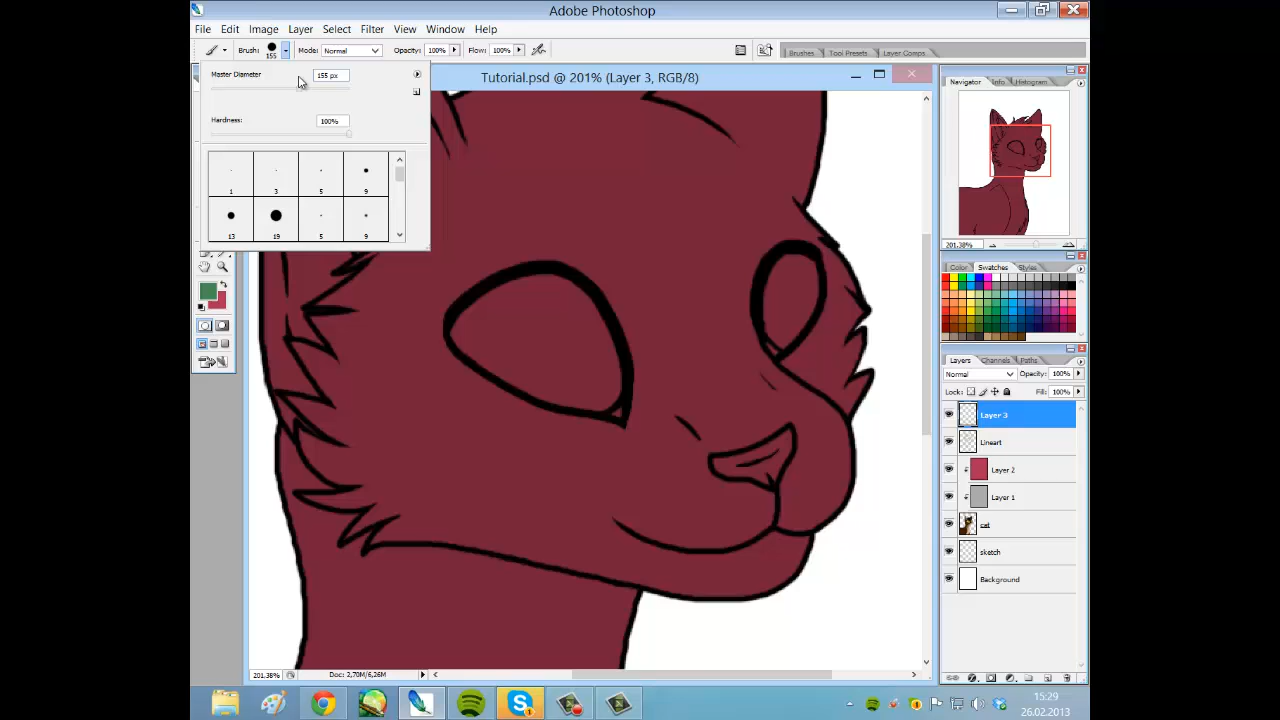 Adobe Photoshop
File Edit Image Layer Select Filter View Window Help
Brush: 155 Mode: Normal Opacity: 100% Flow: 100% Brushes Tool Presets Layer Comps
Master Diameter 155 px
Hardness: 100%
1 3 5 9
13 19 5 9
Tutorial.psd @ 201% (Layer 3, RGB/8)
201.38% Doc: 2,70M/6,26M
Navigator Info Histogram
201.38%
Color Swatches Styles
Layers Channels Paths
Normal Opacity: 100%
Lock: Fill: 100%
Layer 3
Lineart
Layer 2
Layer 1
cat
sketch
Background
15:29
26.02.2013